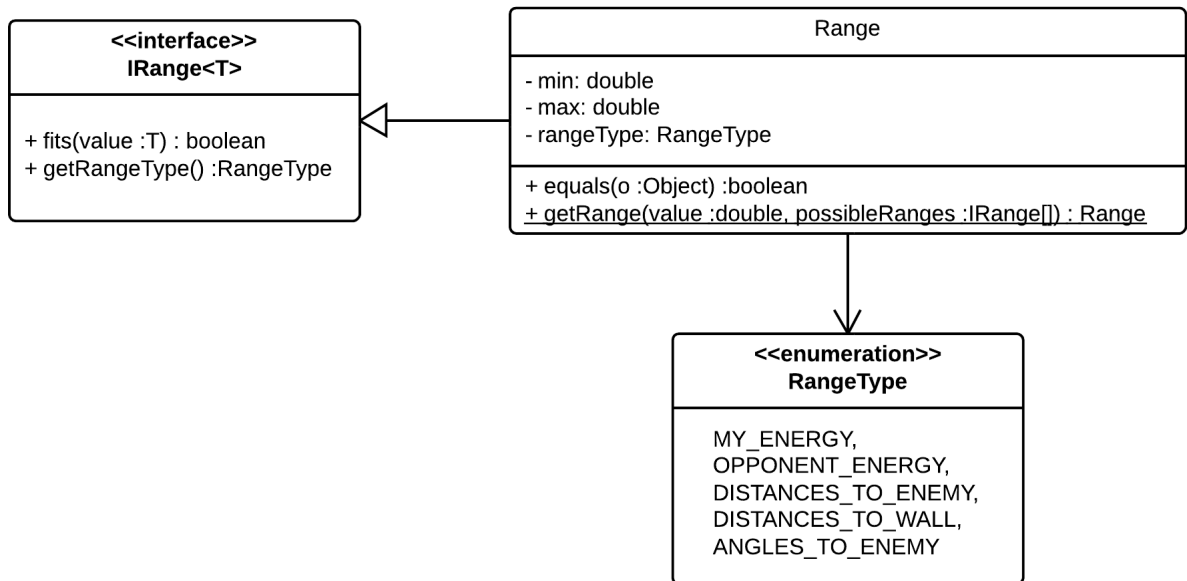 <<interface>>
IRange<T>
+ fits(value :T) : boolean
+ getRangeType() :RangeType
Range
- min: double
- max: double
- rangeType: RangeType
+ equals(o :Object) :boolean
+ getRange(value :double, possibleRanges :IRange[]) : Range
<<enumeration>>
RangeType
MY_ENERGY,
OPPONENT_ENERGY,
DISTANCES_TO_ENEMY,
DISTANCES_TO_WALL,
ANGLES_TO_ENEMY